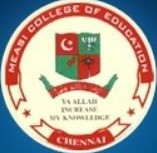 MEASI COLLEGE OF EDUCATION
YA ALLAH
INCREASE
MY KNOWLEDGE
CHENNAI